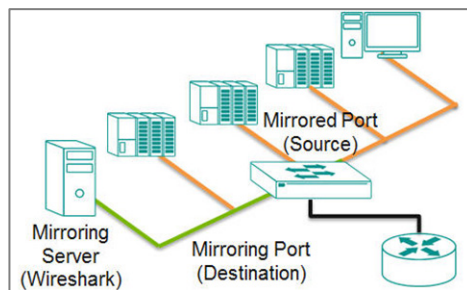 Mirrored Port
(Source)
Mirroring
Server
(Wireshark)
Mirroring Port
(Destination)